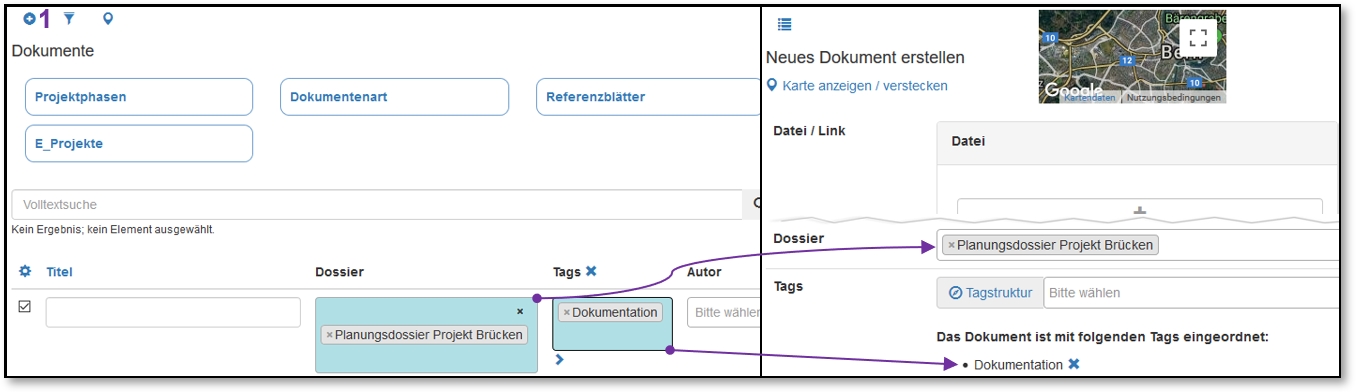 1
Dokumente
Projektphasen
Dokumentenart
Referenzblätter
E_Projekte
Volltextsuche
Kein Ergebnis; kein Element ausgewählt.
Titel
Dossier
Tags
Autor
×
×Planungsdossier Projekt Brücken
×Dokumentation
Bitte wählen
Neues Dokument erstellen
Karte anzeigen / verstecken
10
12
10
Google
Kartendaten
Nutzungsbedingungen
Datei / Link
Datei
Dossier
×Planungsdossier Projekt Brücken
Tags
Tagstruktur
Bitte wählen
Das Dokument ist mit folgenden Tags eingeordnet:
• Dokumentation